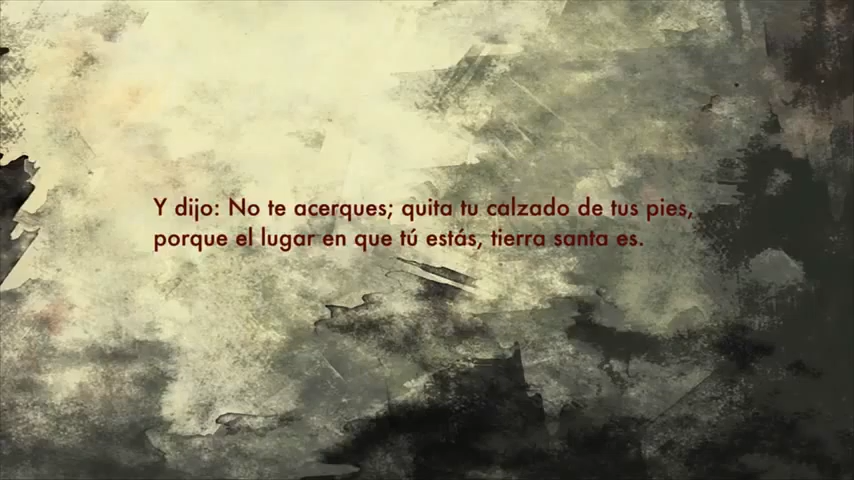 Y dijo: No te acerques; quita tu calzado de tus pies,
porque el lugar en que tú estás, tierra santa es.